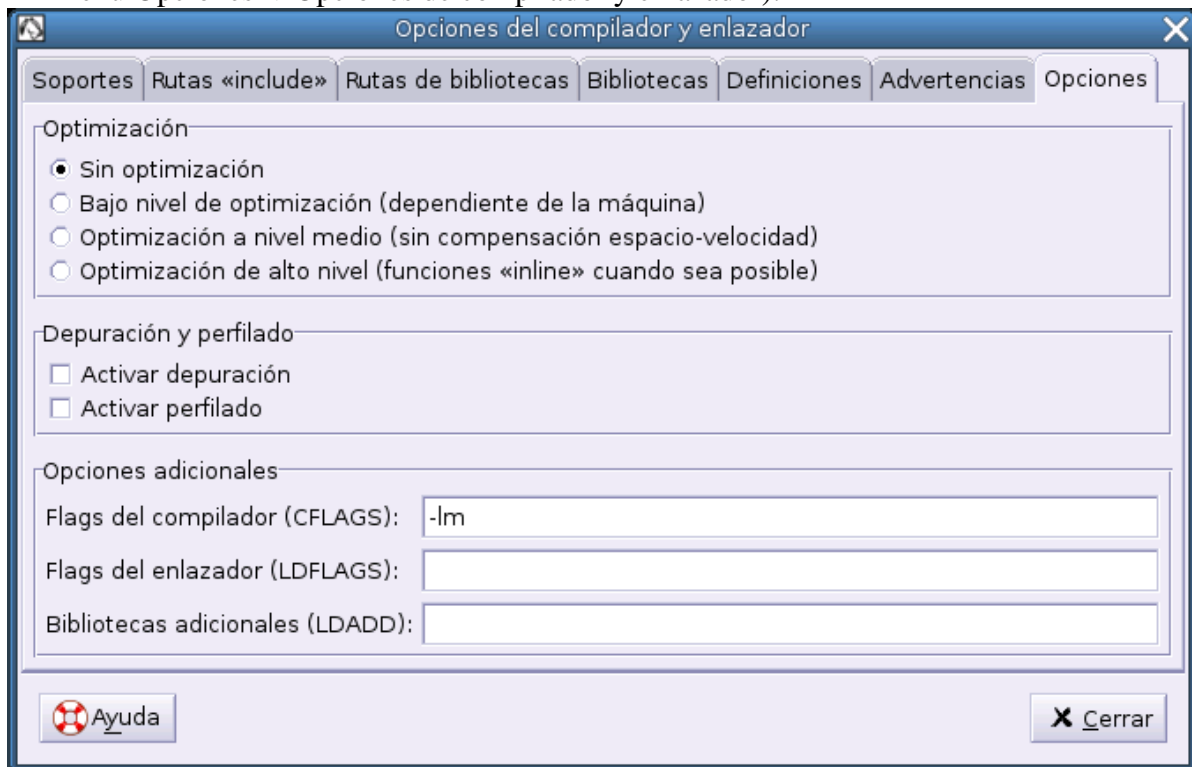 Opciones del compilador y enlazador
Soportes Rutas «include» Rutas de bibliotecas Bibliotecas Definiciones Advertencias Opciones
Optimización
Sin optimización
Bajo nivel de optimización (dependiente de la máquina)
Optimización a nivel medio (sin compensación espacio-velocidad)
Optimización de alto nivel (funciones «inline» cuando sea posible)
Depuración y perfilado
Activar depuración
Activar perfilado
Opciones adicionales
Flags del compilador (CFLAGS): -lm
Flags del enlazador (LDFLAGS):
Bibliotecas adicionales (LDADD):
Ayuda Cerrar